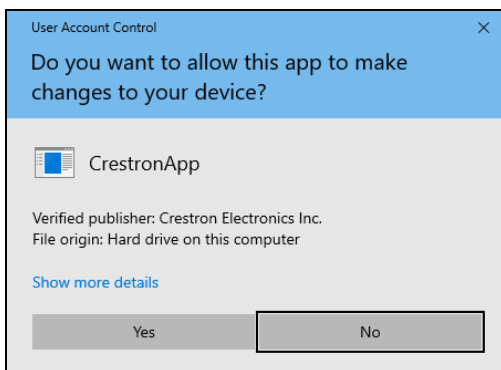 User Account Control
Do you want to allow this app to make
changes to your device?
CrestronApp
Verified publisher: Crestron Electronics Inc.
File origin: Hard drive on this computer
Show more details
Yes
No